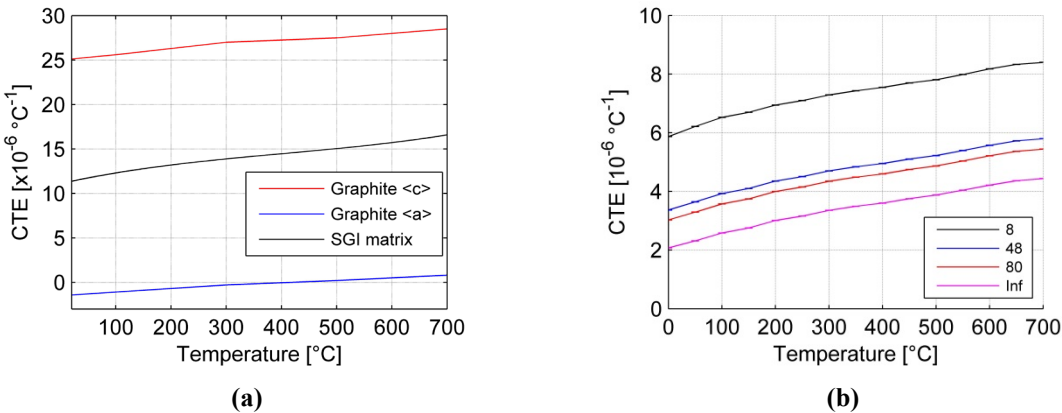 30
25
20
15
10
5
0
CTE [x10⁻⁶ °C⁻¹]
Graphite <c>
Graphite <a>
SGI matrix
100 200 300 400 500 600 700
Temperature [°C]
(a)
10
8
6
4
2
0
CTE [10⁻⁶ °C⁻¹]
8
48
80
Inf
0 100 200 300 400 500 600 700
Temperature [°C]
(b)